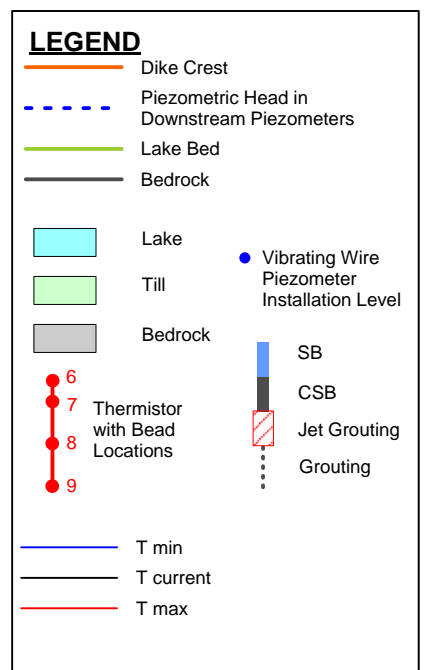 LEGEND
Dike Crest
Piezometric Head in
Downstream Piezometers
Lake Bed
Bedrock
Lake
Till
Bedrock
Vibrating Wire
Piezometer
Installation Level
SB
CSB
Jet Grouting
Grouting
6
7
8
9
Thermistor
with Bead
Locations
T min
T current
T max